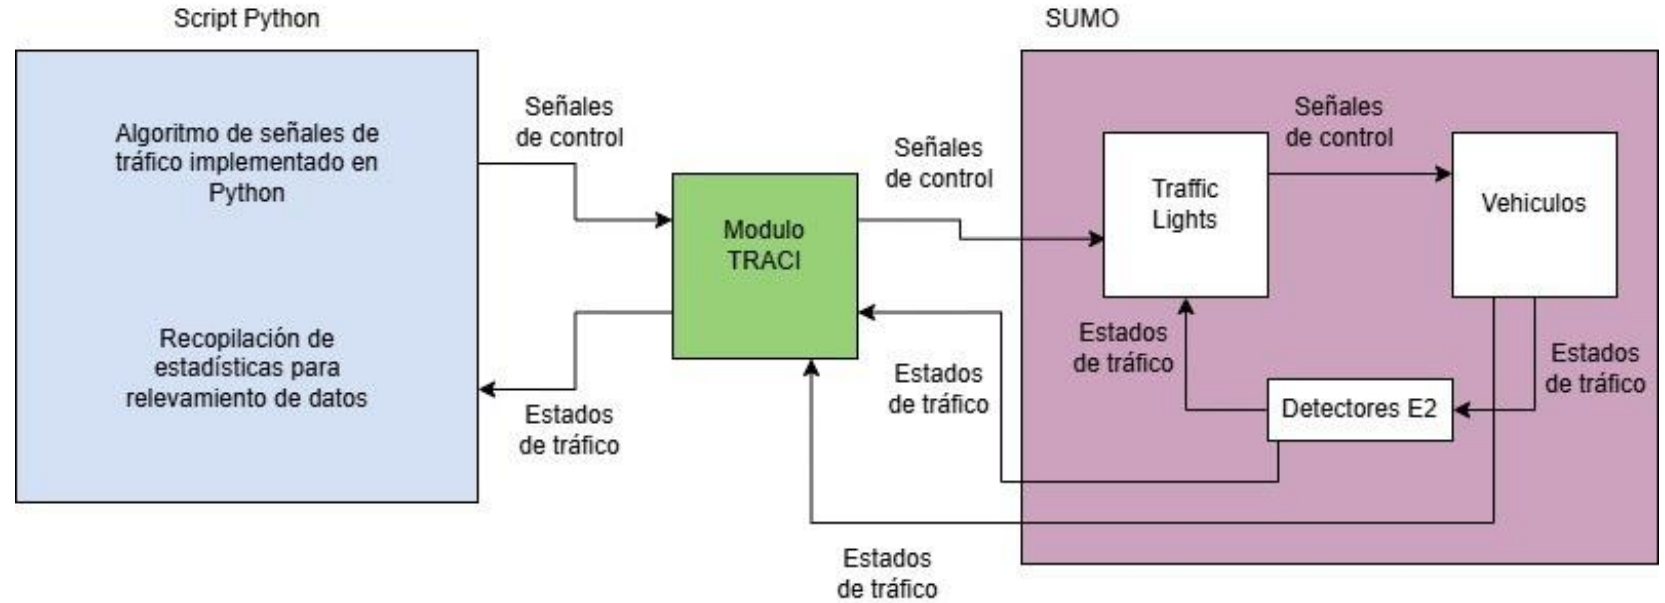 Script Python
SUMO
Algoritmo de señales de
tráfico implementado en
Python
Recopilación de
estadísticas para
relevamiento de datos
Señales
de control
Estados
de tráfico
Modulo
TRACI
Señales
de control
Estados
de tráfico
Estados
de tráfico
Traffic
Lights
Señales
de control
Vehiculos
Estados
de tráfico
Detectores E2
Estados
de tráfico